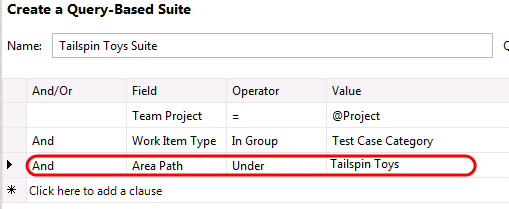 Create a Query-Based Suite
Name: Tailspin Toys Suite
And/Or Field Operator Value
Team Project = @Project
And Work Item Type In Group Test Case Category
And Area Path Under Tailspin Toys
Click here to add a clause